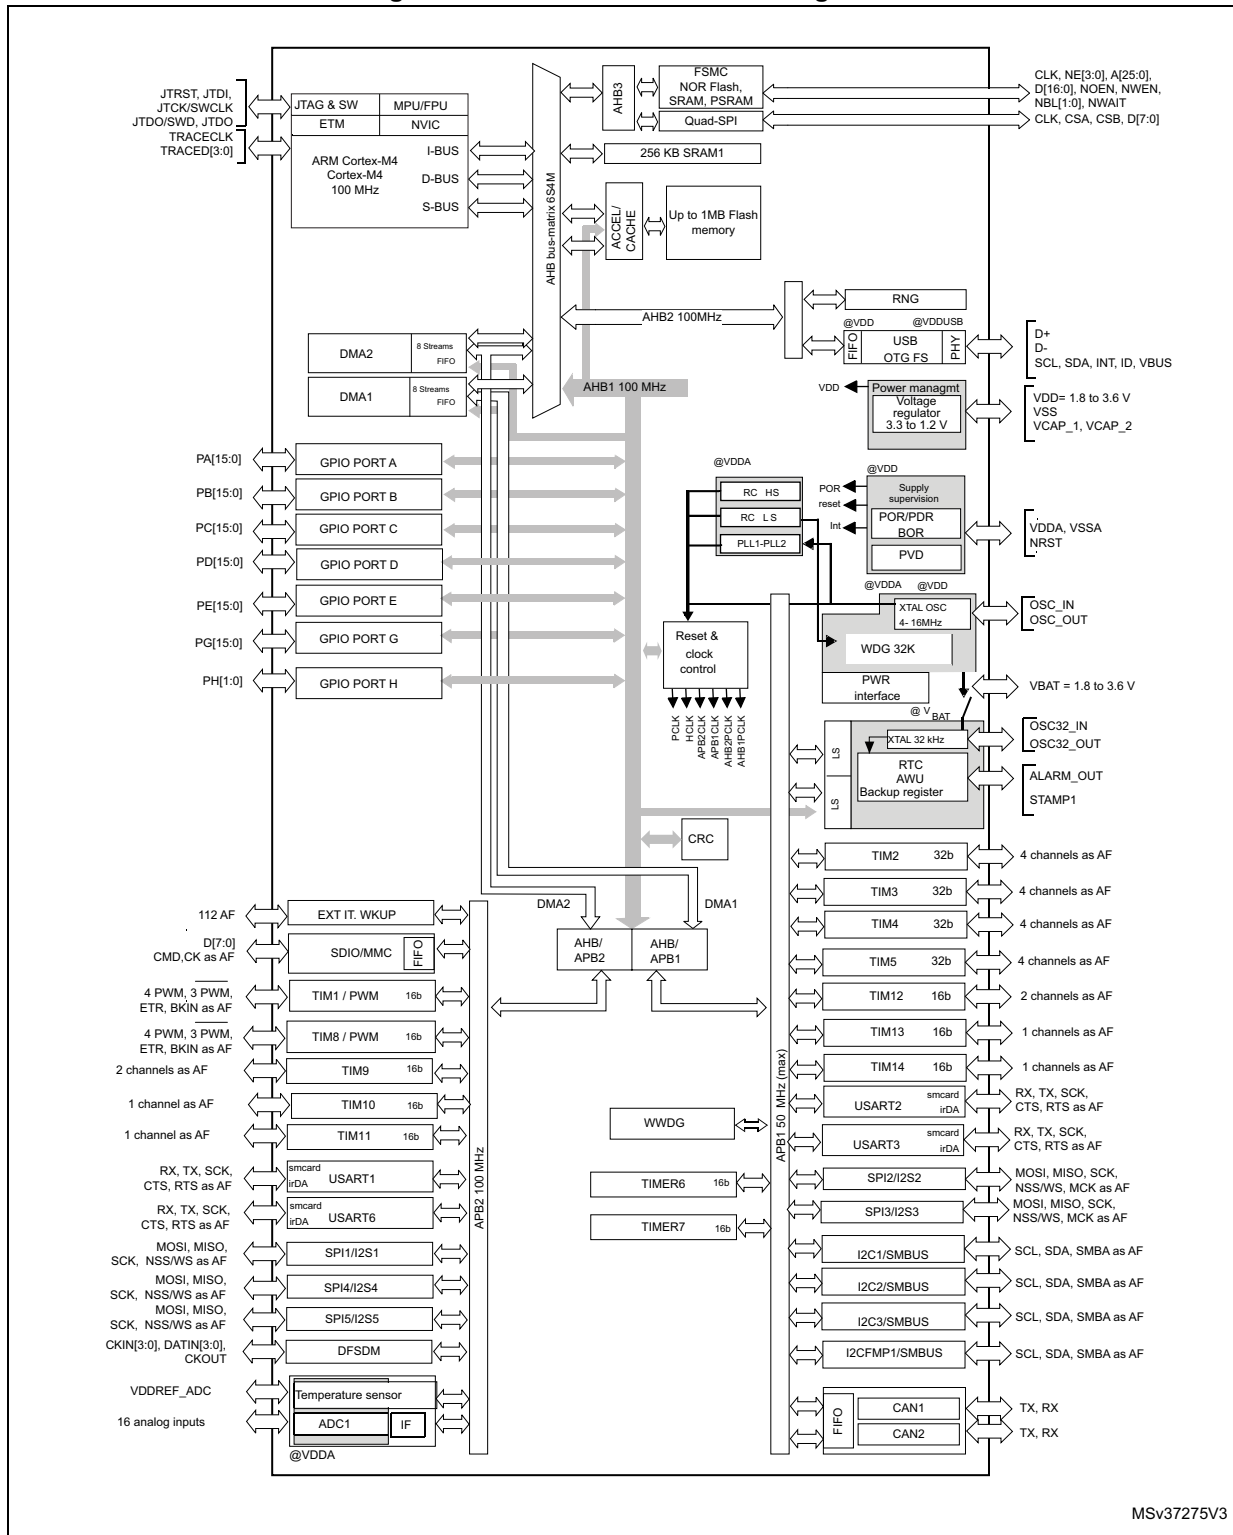 JTRST, JTDI,
JTCK/SWCLK
JTDO/SWD, JTDO
TRACECLK
TRACED[3:0]
JTAG & SW
MPU/FPU
ETM
NVIC
ARM Cortex-M4
Cortex-M4
100 MHz
I-BUS
D-BUS
S-BUS
AHB bus-matrix 6S4M
AHB3
FSMC
NOR Flash,
SRAM, PSRAM
Quad-SPI
CLK, NE[3:0], A[25:0],
D[16:0], NOEN, NWEN,
NBL[1:0], NWAIT
CLK, CSA, CSB, D[7:0]
256 KB SRAM1
ACCEL/
CACHE
Up to 1MB Flash
memory
RNG
AHB2 100MHz
@VDD
@VDDUSB
FIFO
USB
OTG FS
PHY
D+
D-
SCL, SDA, INT, ID, VBUS
DMA2
8 Streams
FIFO
DMA1
8 Streams
FIFO
AHB1 100 MHz
VDD
Power managmt
Voltage
regulator
3.3 to 1.2 V
VDD= 1.8 to 3.6 V
VSS
VCAP_1, VCAP_2
PA[15:0]
GPIO PORT A
PB[15:0]
GPIO PORT B
PC[15:0]
GPIO PORT C
PD[15:0]
GPIO PORT D
PE[15:0]
GPIO PORT E
PG[15:0]
GPIO PORT G
PH[1:0]
GPIO PORT H
@VDDA
RC HS
RC LS
PLL1-PLL2
@VDD
POR
reset
Int
Supply
supervision
POR/PDR
BOR
PVD
VDDA, VSSA
NRST
@VDDA
@VDD
XTAL OSC
4- 16MHz
OSC_IN
OSC_OUT
WDG 32K
PWR
interface
VBAT = 1.8 to 3.6 V
Reset &
clock
control
PCLK
HCLK
APB2CLK
APB1CLK
AHB2PCLK
AHB1PCLK
@ VBAT
LS
LS
XTAL 32 kHz
RTC
AWU
Backup register
OSC32_IN
OSC32_OUT
ALARM_OUT
STAMP1
CRC
DMA2
DMA1
AHB/
APB2
AHB/
APB1
112 AF
EXT IT. WKUP
D[7:0]
CMD,CK as AF
SDIO/MMC
FIFO
4 PWM, 3 PWM,
ETR, BKIN as AF
TIM1 / PWM 16b
4 PWM, 3 PWM,
ETR, BKIN as AF
TIM8 / PWM 16b
2 channels as AF
TIM9 16b
1 channel as AF
TIM10 16b
1 channel as AF
TIM11 16b
RX, TX, SCK,
CTS, RTS as AF
smcard
irDA
USART1
RX, TX, SCK,
CTS, RTS as AF
smcard
irDA
USART6
MOSI, MISO,
SCK, NSS/WS as AF
SPI1/I2S1
MOSI, MISO,
SCK, NSS/WS as AF
SPI4/I2S4
MOSI, MISO,
SCK, NSS/WS as AF
SPI5/I2S5
CKIN[3:0], DATIN[3:0],
CKOUT
DFSDM
VDDREF_ADC
Temperature sensor
16 analog inputs
ADC1
IF
@VDDA
APB2 100 MHz
WWDG
TIMER6 16b
TIMER7 16b
APB1 50 MHz (max)
TIM2 32b
4 channels as AF
TIM3 32b
4 channels as AF
TIM4 32b
4 channels as AF
TIM5 32b
4 channels as AF
TIM12 16b
2 channels as AF
TIM13 16b
1 channels as AF
TIM14 16b
1 channels as AF
USART2
smcard
irDA
RX, TX, SCK,
CTS, RTS as AF
USART3
smcard
irDA
RX, TX, SCK,
CTS, RTS as AF
SPI2/I2S2
MOSI, MISO, SCK,
NSS/WS, MCK as AF
SPI3/I2S3
MOSI, MISO, SCK,
NSS/WS, MCK as AF
I2C1/SMBUS
SCL, SDA, SMBA as AF
I2C2/SMBUS
SCL, SDA, SMBA as AF
I2C3/SMBUS
SCL, SDA, SMBA as AF
I2CFMP1/SMBUS
SCL, SDA, SMBA as AF
FIFO
CAN1
TX, RX
CAN2
TX, RX
MSv37275V3